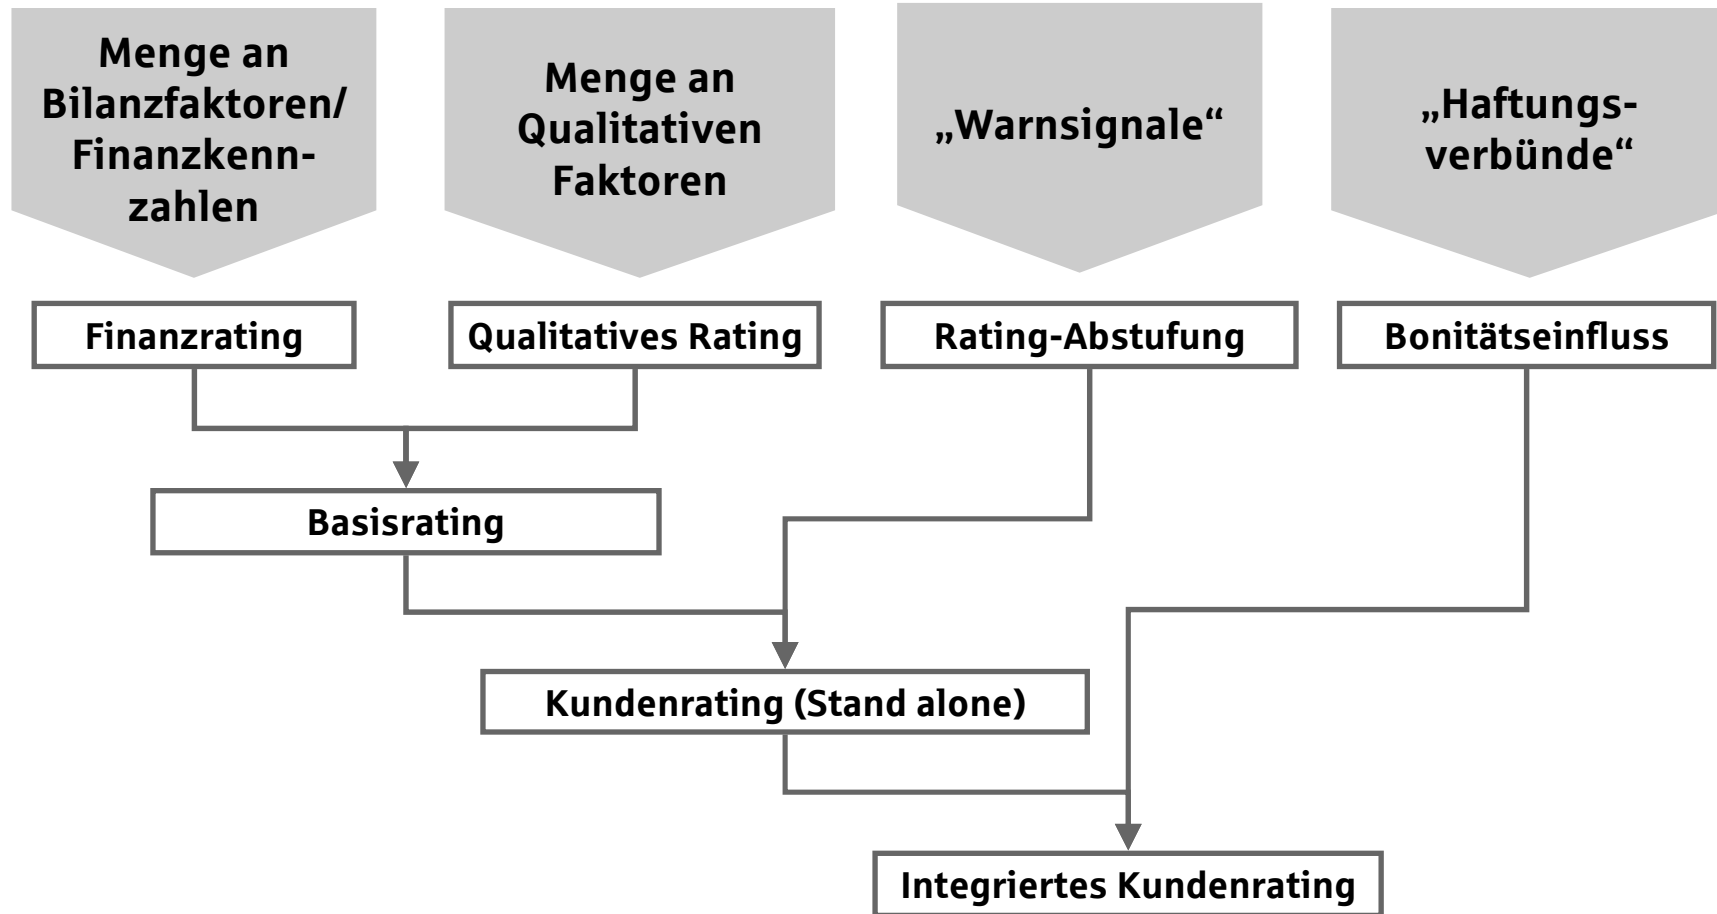 Menge an
Bilanzfaktoren/
Finanzkenn-
zahlen
Menge an
Qualitativen
Faktoren
„Warnsignale“
„Haftungs-
verbünde“
Finanzrating
Qualitatives Rating
Rating-Abstufung
Bonitätseinfluss
Basisrating
Kundenrating (Stand alone)
Integriertes Kundenrating